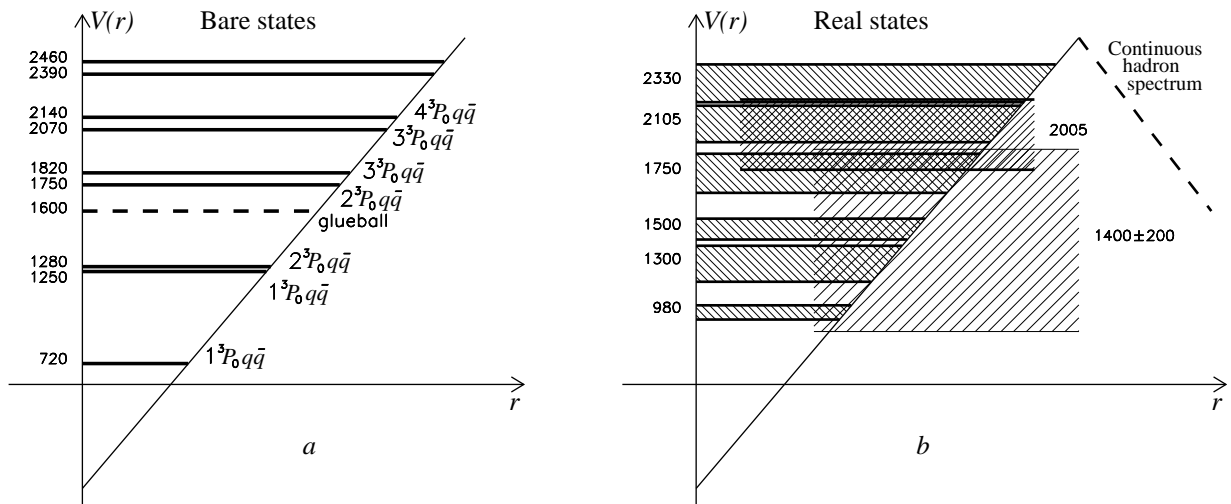 V(r) Bare states
2460
2390
2140
4³P₀qq̄
2070
3³P₀qq̄
1820
3³P₀qq̄
1750
2³P₀qq̄
1600
glueball
1280
2³P₀qq̄
1250
1³P₀qq̄
720
1³P₀qq̄
r
a
V(r) Real states
Continuous
hadron
spectrum
2330
2105
2005
1750
1500
1400±200
1300
980
r
b